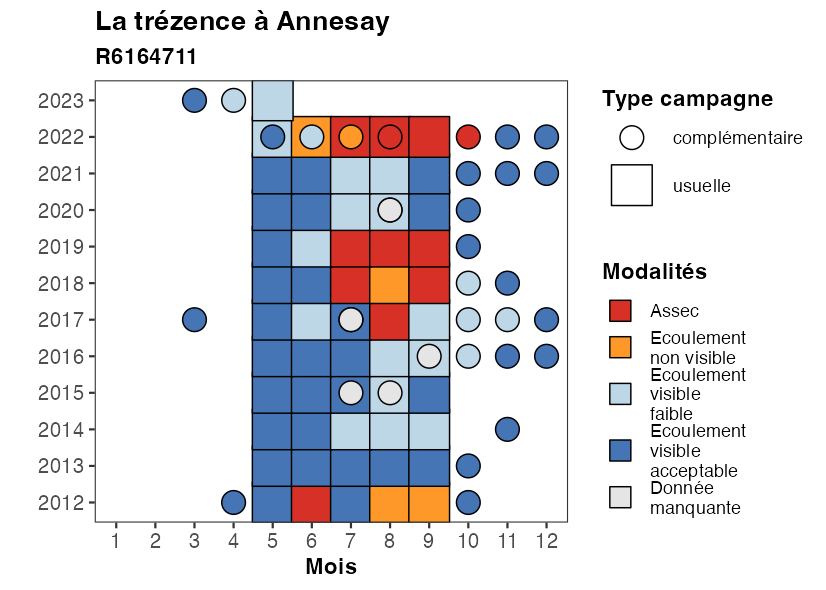 La trézence à Annesay
R6164711
2023
2022
2021
2020
2019
2018
2017
2016
2015
2014
2013
2012
1 2 3 4 5 6 7 8 9 10 11 12
Mois
Type campagne
complémentaire
usuelle
Modalités
Assec
Ecoulement
non visible
Ecoulement
visible
faible
Ecoulement
visible
acceptable
Donnée
manquante